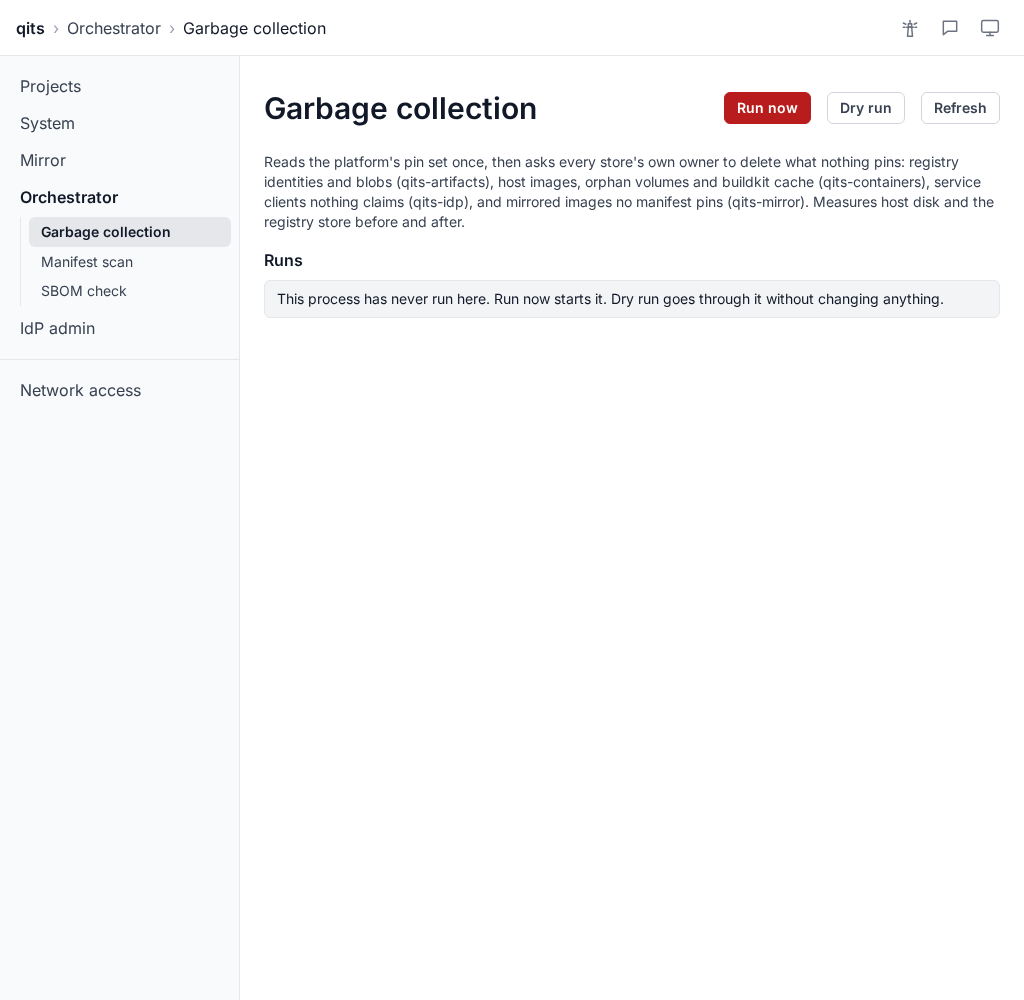 qits › Orchestrator › Garbage collection
Projects
System
Mirror
Orchestrator
Garbage collection
Manifest scan
SBOM check
IdP admin
Network access
Garbage collection
Run now
Dry run
Refresh
Reads the platform's pin set once, then asks every store's own owner to delete what nothing pins: registry
identities and blobs (qits-artifacts), host images, orphan volumes and buildkit cache (qits-containers), service
clients nothing claims (qits-idp), and mirrored images no manifest pins (qits-mirror). Measures host disk and the
registry store before and after.
Runs
This process has never run here. Run now starts it. Dry run goes through it without changing anything.